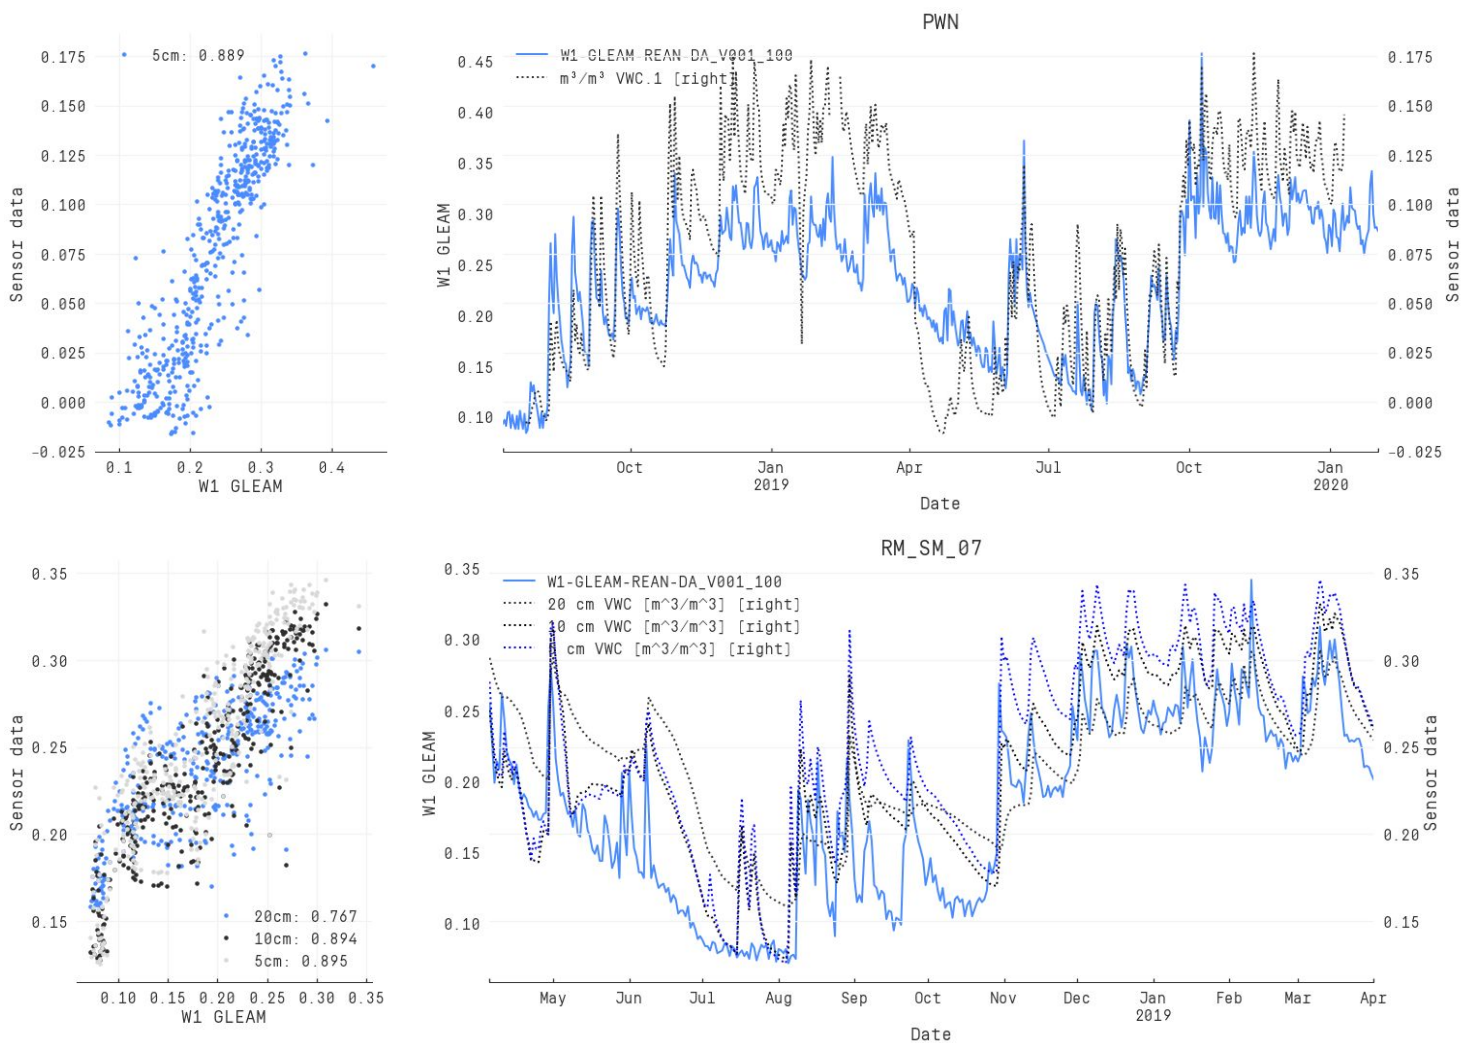 PWN
5cm: 0.889
W1-GLEAM-REAN-DA_V001_100
m³/m³ VWC.1 [right]
0.175
0.150
0.125
0.100
0.075
0.050
0.025
0.000
-0.025
Sensor data
0.1 0.2 0.3 0.4
W1 GLEAM
0.45
0.40
0.35
0.30
0.25
0.20
0.15
0.10
W1 GLEAM
Oct Jan Apr Jul Oct Jan
2019 2020
Date
0.175
0.150
0.125
0.100
0.075
0.050
0.025
0.000
-0.025
Sensor data
RM_SM_07
0.35
0.30
0.25
0.20
0.15
Sensor data
20cm: 0.767
10cm: 0.894
5cm: 0.895
0.10 0.15 0.20 0.25 0.30 0.35
W1 GLEAM
W1-GLEAM-REAN-DA_V001_100
20 cm VWC [m^3/m^3] [right]
0 cm VWC [m^3/m^3] [right]
cm VWC [m^3/m^3] [right]
0.35
0.30
0.25
0.20
0.15
0.10
W1 GLEAM
May Jun Jul Aug Sep Oct Nov Dec Jan Feb Mar Apr
2019
Date
0.35
0.30
0.25
0.20
0.15
Sensor data